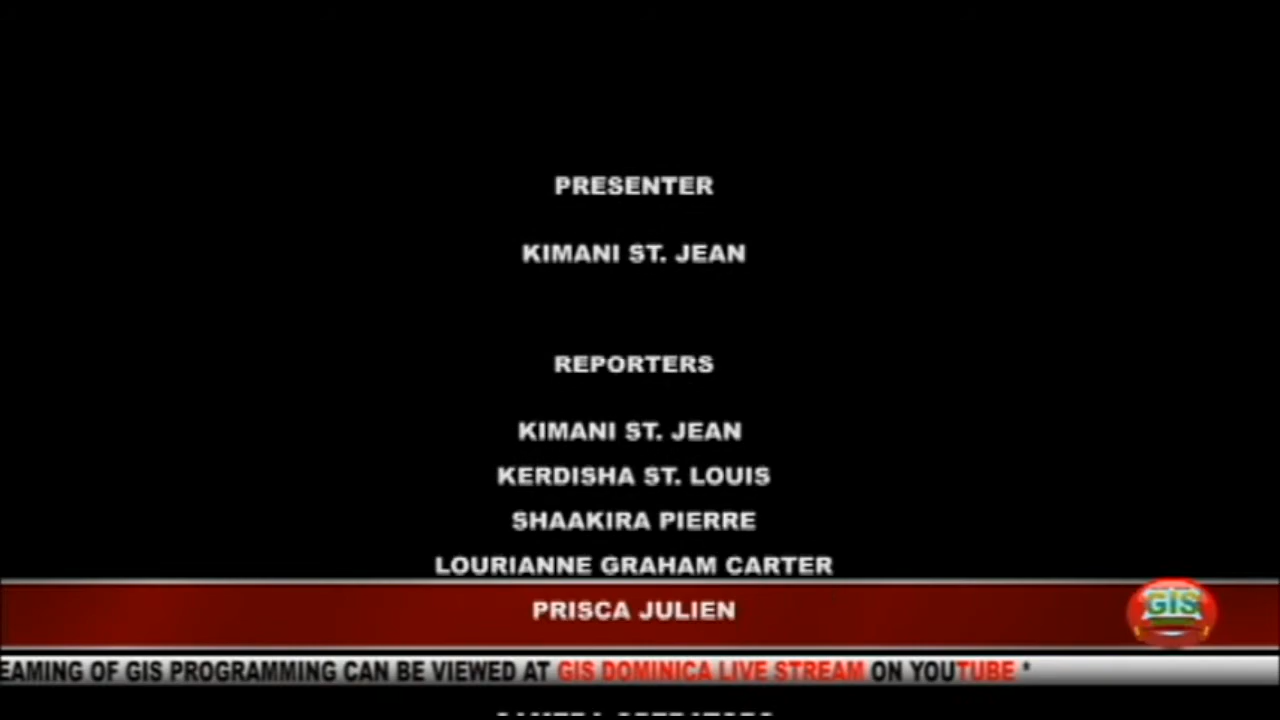 PRESENTER
KIMANI ST. JEAN
REPORTERS
KIMANI ST. JEAN
KERDISHA ST. LOUIS
SHAAKIRA PIERRE
LOURIANNE GRAHAM CARTER
PRISCA JULIEN
GIS
EAMING OF GIS PROGRAMMING CAN BE VIEWED AT GIS DOMINICA LIVE STREAM ON YOUTUBE *